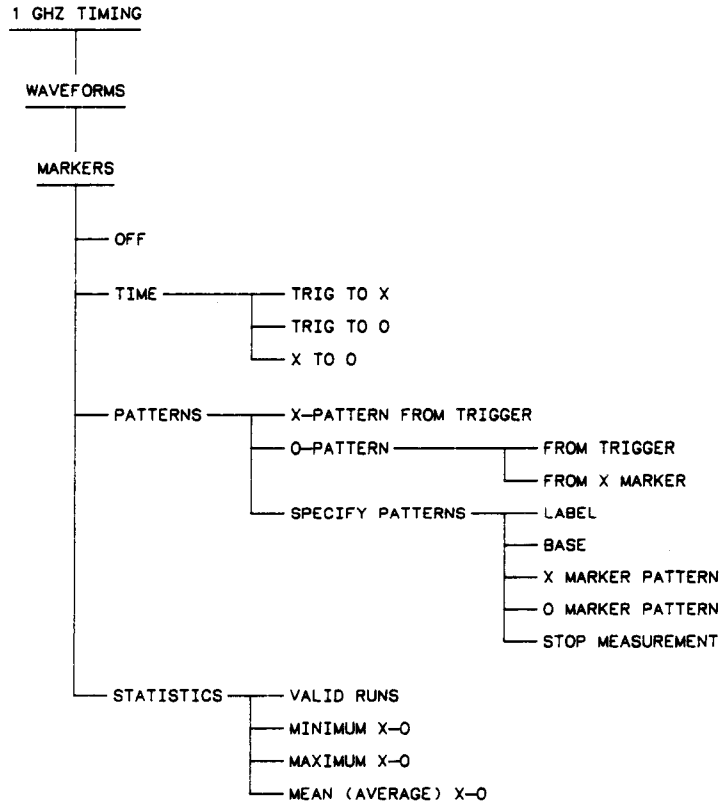 1 GHZ TIMING
WAVEFORMS
MARKERS
OFF
TIME
TRIG TO X
TRIG TO O
X TO O
PATTERNS
X-PATTERN FROM TRIGGER
O-PATTERN
FROM TRIGGER
FROM X MARKER
SPECIFY PATTERNS
LABEL
BASE
X MARKER PATTERN
O MARKER PATTERN
STOP MEASUREMENT
STATISTICS
VALID RUNS
MINIMUM X-O
MAXIMUM X-O
MEAN (AVERAGE) X-O